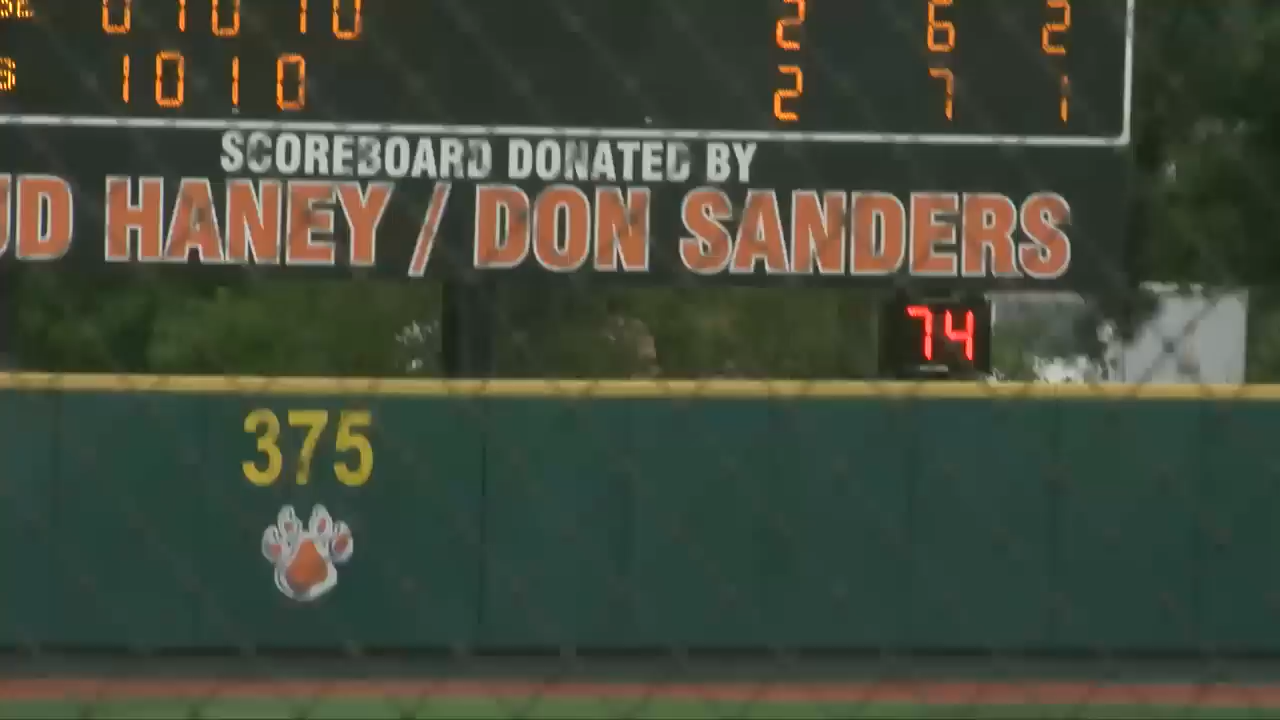 0 1 0 1 0 2 6 2
1 0 1 0 2 7 1
SCOREBOARD DONATED BY
HANEY / DON SANDERS
74
375